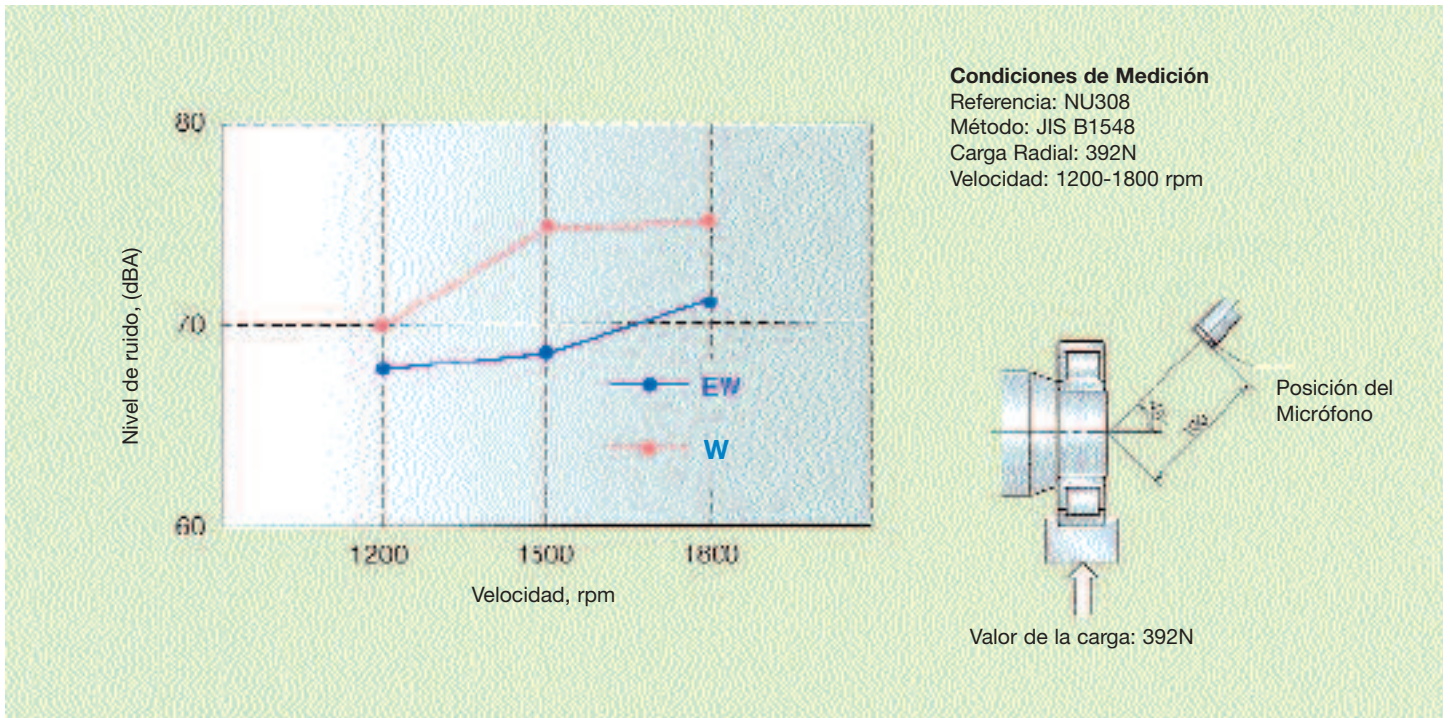 Condiciones de Medición
Referencia: NU308
Método: JIS B1548
Carga Radial: 392N
Velocidad: 1200-1800 rpm
80
70
60
Nivel de ruido, (dBA)
EW
W
1200
1500
1800
Velocidad, rpm
Posición del
Micrófono
Valor de la carga: 392N